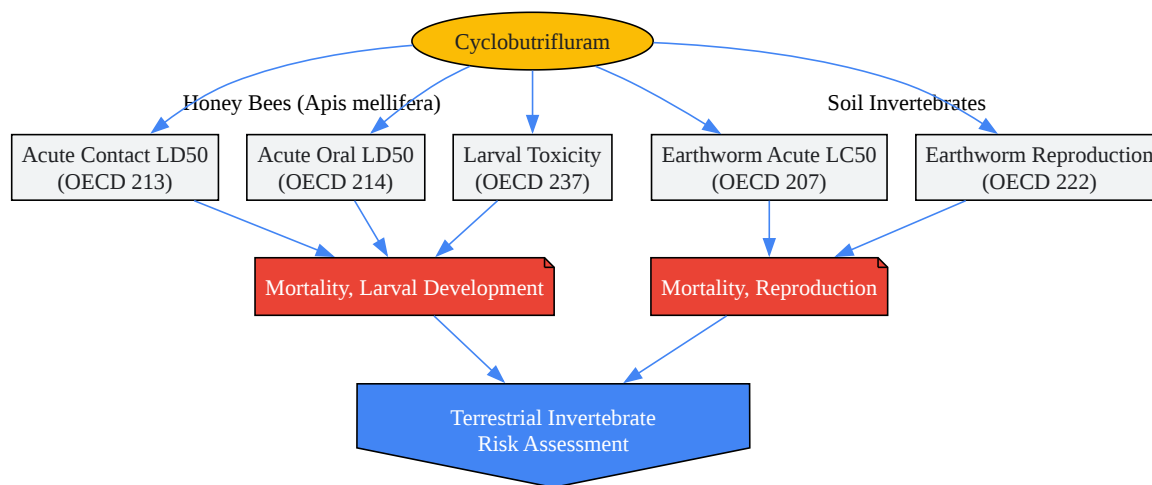 Cyclobutrifluram
Honey Bees (Apis mellifera)
Soil Invertebrates
Acute Contact LD50
(OECD 213)
Acute Oral LD50
(OECD 214)
Larval Toxicity
(OECD 237)
Earthworm Acute LC50
(OECD 207)
Earthworm Reproduction
(OECD 222)
Mortality, Larval Development
Mortality, Reproduction
Terrestrial Invertebrate
Risk Assessment